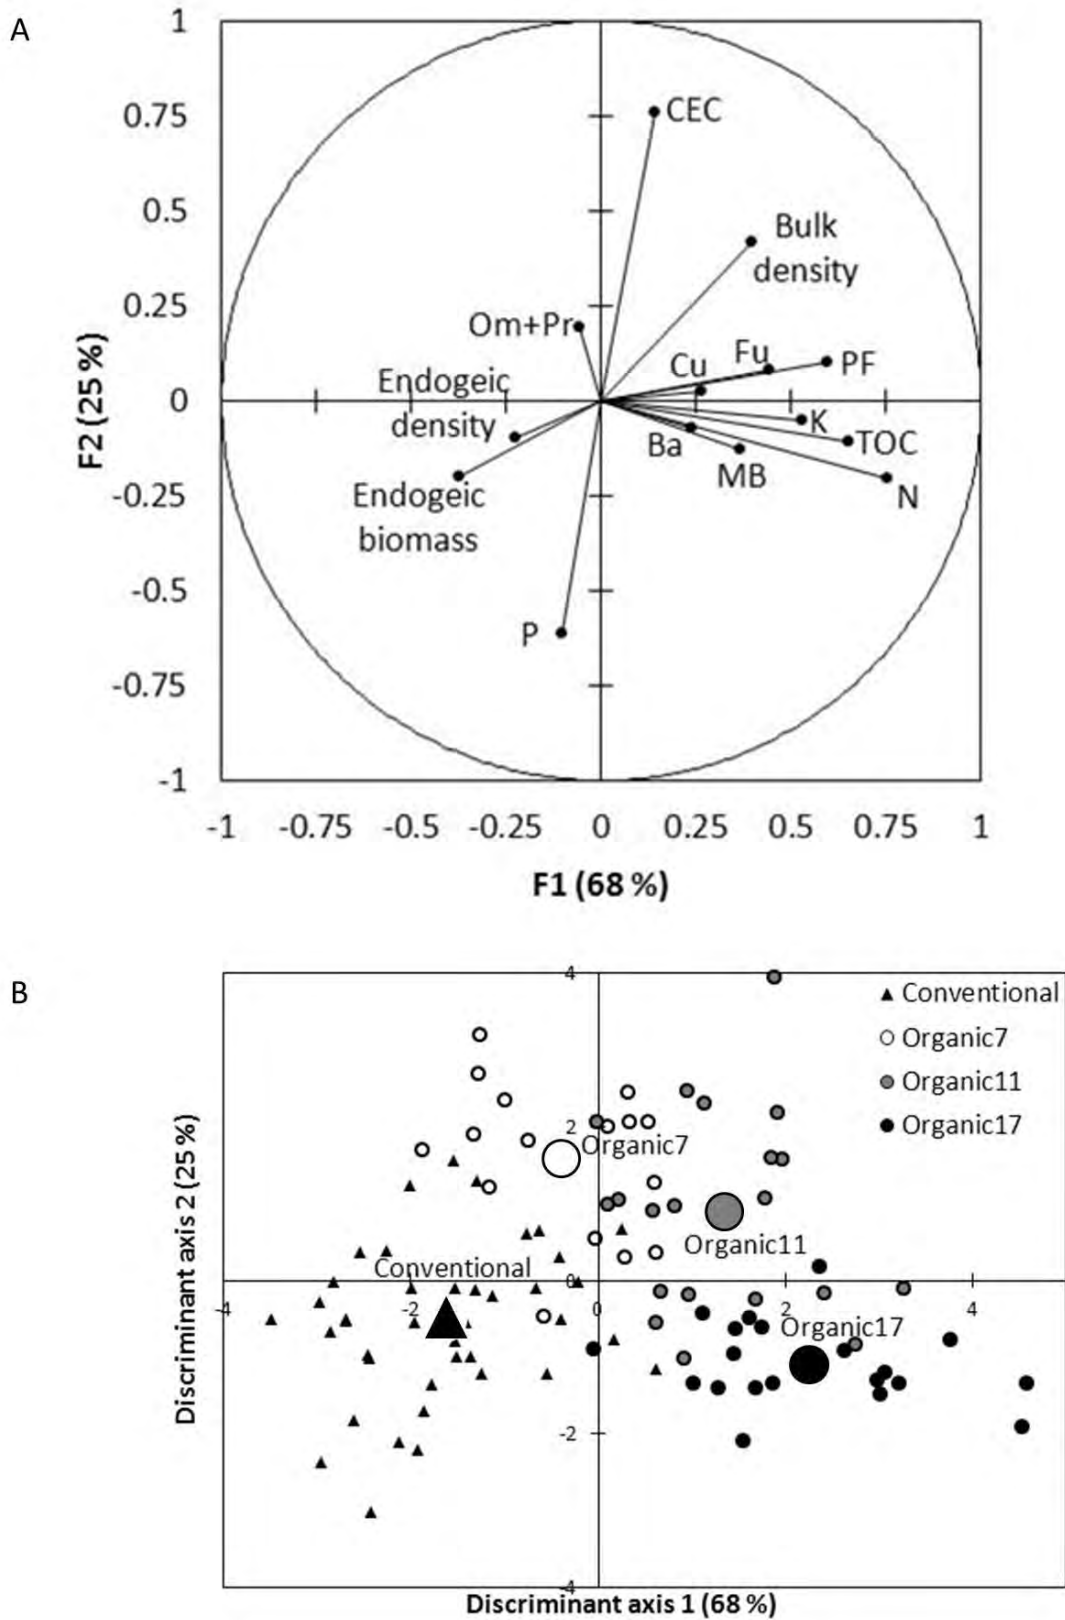 A
1
0.75
0.5
0.25
0
-0.25
-0.5
-0.75
-1
F2 (25 %)
CEC
Bulk
density
Om+Pr
Cu
Fu
PF
Endogeic
density
K
TOC
Ba
MB
N
Endogeic
biomass
P
-1 -0.75 -0.5 -0.25 0 0.25 0.5 0.75 1
F1 (68 %)
B
4
Conventional
Organic7
Organic11
Organic17
2
Organic7
Organic11
Conventional
0
-4 -2 0 2 4
Organic17
-2
-4
Discriminant axis 2 (25 %)
Discriminant axis 1 (68 %)